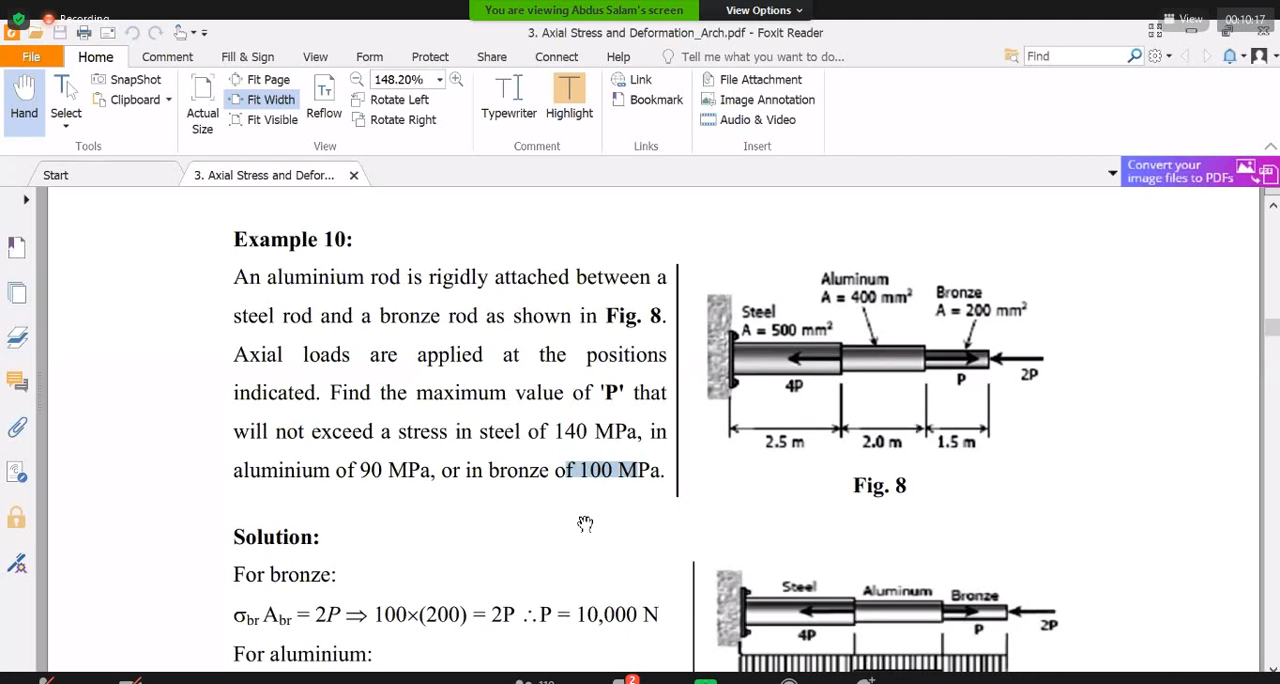 Recording
You are viewing Abdus Salam's screen
View Options
View
00:10:17
3. Axial Stress and Deformation_Arch.pdf - Foxit Reader
File
Home
Comment
Fill & Sign
View
Form
Protect
Share
Connect
Help
Tell me what you want to do...
Find
Hand
Select
SnapShot
Clipboard
Tools
Actual
Size
Fit Page
Fit Width
Fit Visible
Reflow
148.20%
Rotate Left
Rotate Right
View
Typewriter
Highlight
Comment
Link
Bookmark
Links
File Attachment
Image Annotation
Audio & Video
Insert
Start
3. Axial Stress and Defor...
Convert your
image files to PDFs
Example 10:
An aluminium rod is rigidly attached between a
steel rod and a bronze rod as shown in Fig. 8.
Axial loads are applied at the positions
indicated. Find the maximum value of 'P' that
will not exceed a stress in steel of 140 MPa, in
aluminium of 90 MPa, or in bronze of 100 MPa.
Aluminum
A = 400 mm²
Bronze
A = 200 mm²
Steel
A = 500 mm²
4P
P
2P
2.5 m
2.0 m
1.5 m
Fig. 8
Solution:
For bronze:
σbr Abr = 2P ⇒ 100×(200) = 2P ∴P = 10,000 N
For aluminium:
Steel
Aluminum
Bronze
4P
P
2P
2